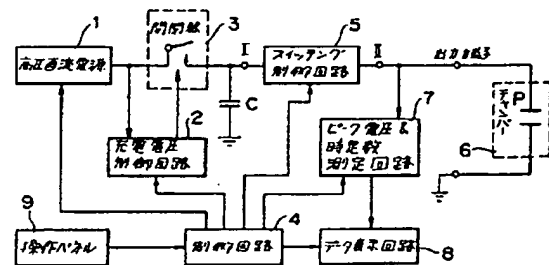 1
3
開閉器
5
I
II
高圧直流電源
スイッチング
制御回路
出力端子
C
2
充電電圧
制御回路
7
ピーク電圧&
時定数
測定回路
チャンバー
P
6
9
操作パネル
4
制御回路
データ表示回路
8